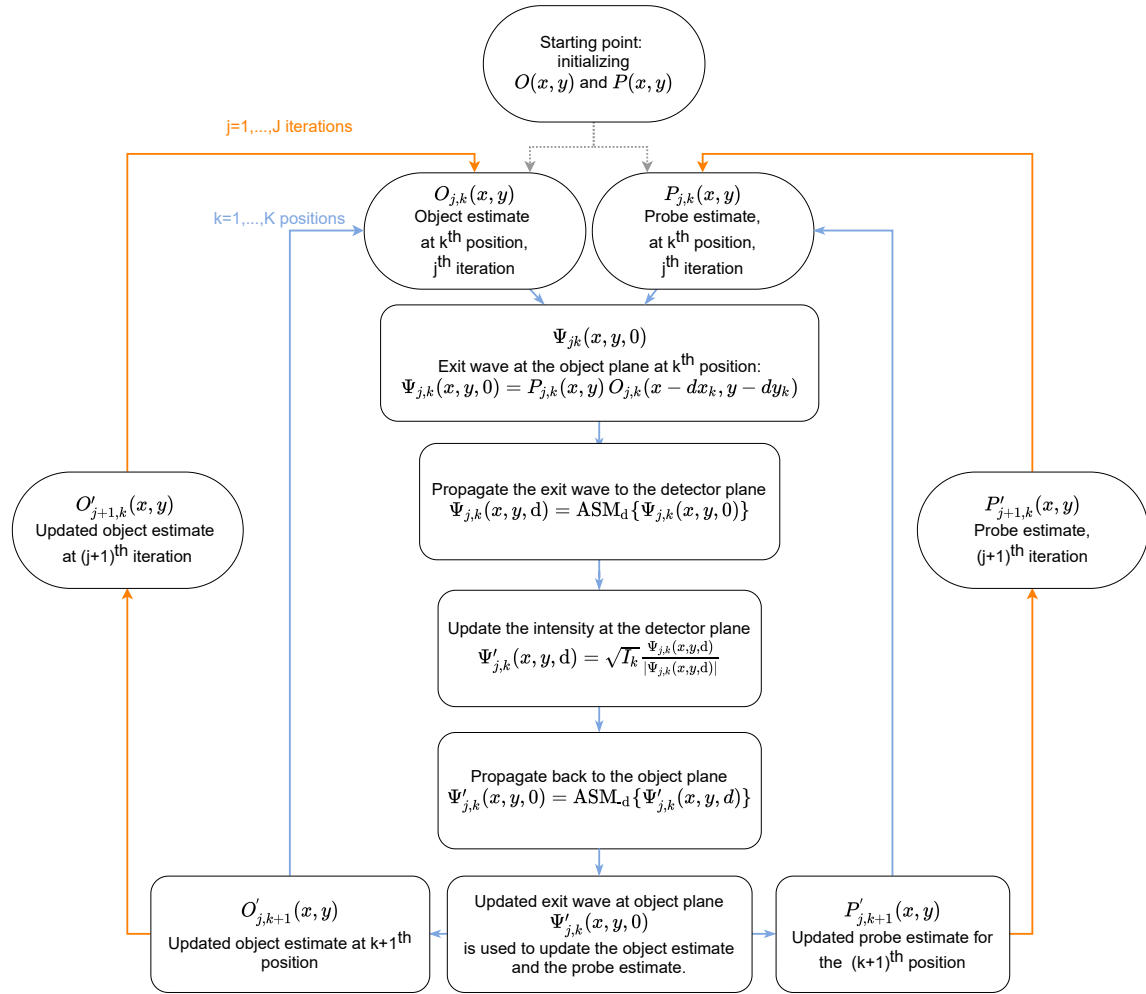 Starting point:
initializing
O(x, y) and P(x, y)
j=1,...,J iterations
k=1,...,K positions
O_{j,k}(x, y)
Object estimate
at k^{th} position,
j^{th} iteration
P_{j,k}(x, y)
Probe estimate,
at k^{th} position,
j^{th} iteration
Ψ_{jk}(x, y, 0)
Exit wave at the object plane at k^{th} position:
Ψ_{j,k}(x, y, 0) = P_{j,k}(x, y) O_{j,k}(x − dx_k, y − dy_k)
Propagate the exit wave to the detector plane
Ψ_{j,k}(x, y, d) = ASM_d{Ψ_{j,k}(x, y, 0)}
O'_{j+1,k}(x, y)
Updated object estimate
at (j+1)^{th} iteration
P'_{j+1,k}(x, y)
Probe estimate,
(j+1)^{th} iteration
Update the intensity at the detector plane
Ψ'_{j,k}(x, y, d) = √I_k \frac{Ψ_{j,k}(x,y,d)}{|Ψ_{j,k}(x,y,d)|}
Propagate back to the object plane
Ψ'_{j,k}(x, y, 0) = ASM_{-d}{Ψ'_{j,k}(x, y, d)}
O'_{j,k+1}(x, y)
Updated object estimate at k+1^{th}
position
Updated exit wave at object plane
Ψ'_{j,k}(x, y, 0)
is used to update the object estimate
and the probe estimate.
P'_{j,k+1}(x, y)
Updated probe estimate for
the (k+1)^{th} position